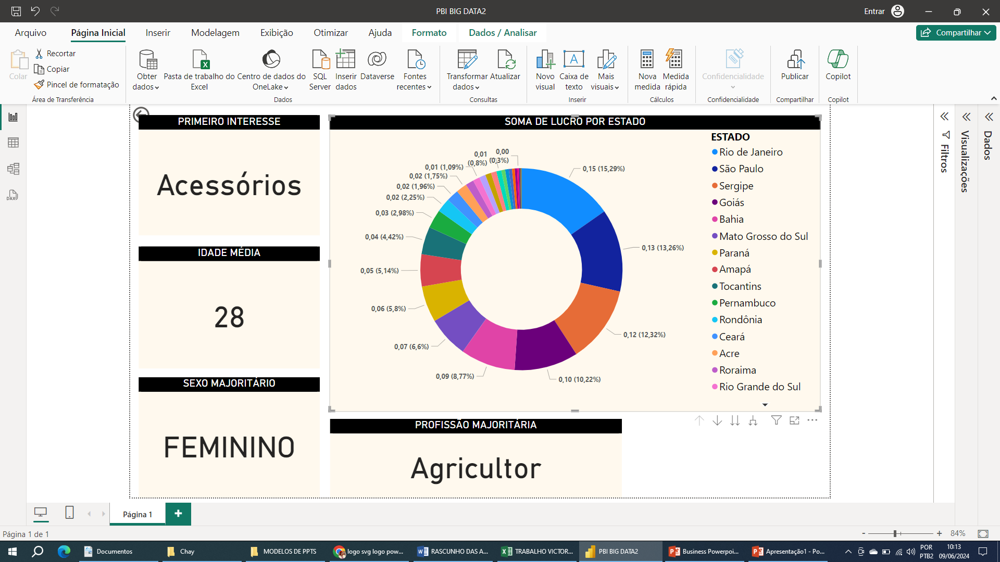 PBI BIG DATA2
Entrar
Arquivo
Página Inicial
Inserir
Modelagem
Exibição
Otimizar
Ajuda
Formato
Dados / Analisar
Compartilhar
Colar
Recortar
Copiar
Pincel de formatação
Área de Transferência
Obter
dados
Pasta de trabalho do
Excel
Centro de dados do
OneLake
SQL
Server
Inserir
dados
Dataverse
Fontes
recentes
Dados
Transformar
dados
Atualizar
Consultas
Novo
visual
Caixa de
texto
Mais
visuais
Inserir
Nova
medida
Medida
rápida
Cálculos
Confidencialidade
Confidencialidade
Publicar
Compartilhar
Copilot
Copilot
DAX
PRIMEIRO INTERESSE
Acessórios
IDADE MÉDIA
28
SEXO MAJORITÁRIO
FEMININO
SOMA DE LUCRO POR ESTADO
0,15 (15,29%)
0,13 (13,26%)
0,12 (12,32%)
0,10 (10,22%)
0,09 (8,77%)
0,07 (6,6%)
0,06 (5,8%)
0,05 (5,14%)
0,04 (4,42%)
0,03 (2,98%)
0,02 (2,25%)
0,02 (1,96%)
0,02 (1,75%)
0,01 (1,09%)
0,01
(0,8%)
0,00
(0,3%)
ESTADO
Rio de Janeiro
São Paulo
Sergipe
Goiás
Bahia
Mato Grosso do Sul
Paraná
Amapá
Tocantins
Pernambuco
Rondônia
Ceará
Acre
Roraima
Rio Grande do Sul
PROFISSÃO MAJORITÁRIA
Agricultor
Filtros
Visualizações
Dados
Página 1
Página 1 de 1
84%
Documentos
Chay
MODELOS DE PPTS
logo svg logo pow...
RASCUNHO DAS A...
TRABALHO VICTOR...
PBI BIG DATA2
Business Powerpoi...
Apresentação1 - Po...
POR
PTB2
10:13
09/06/2024